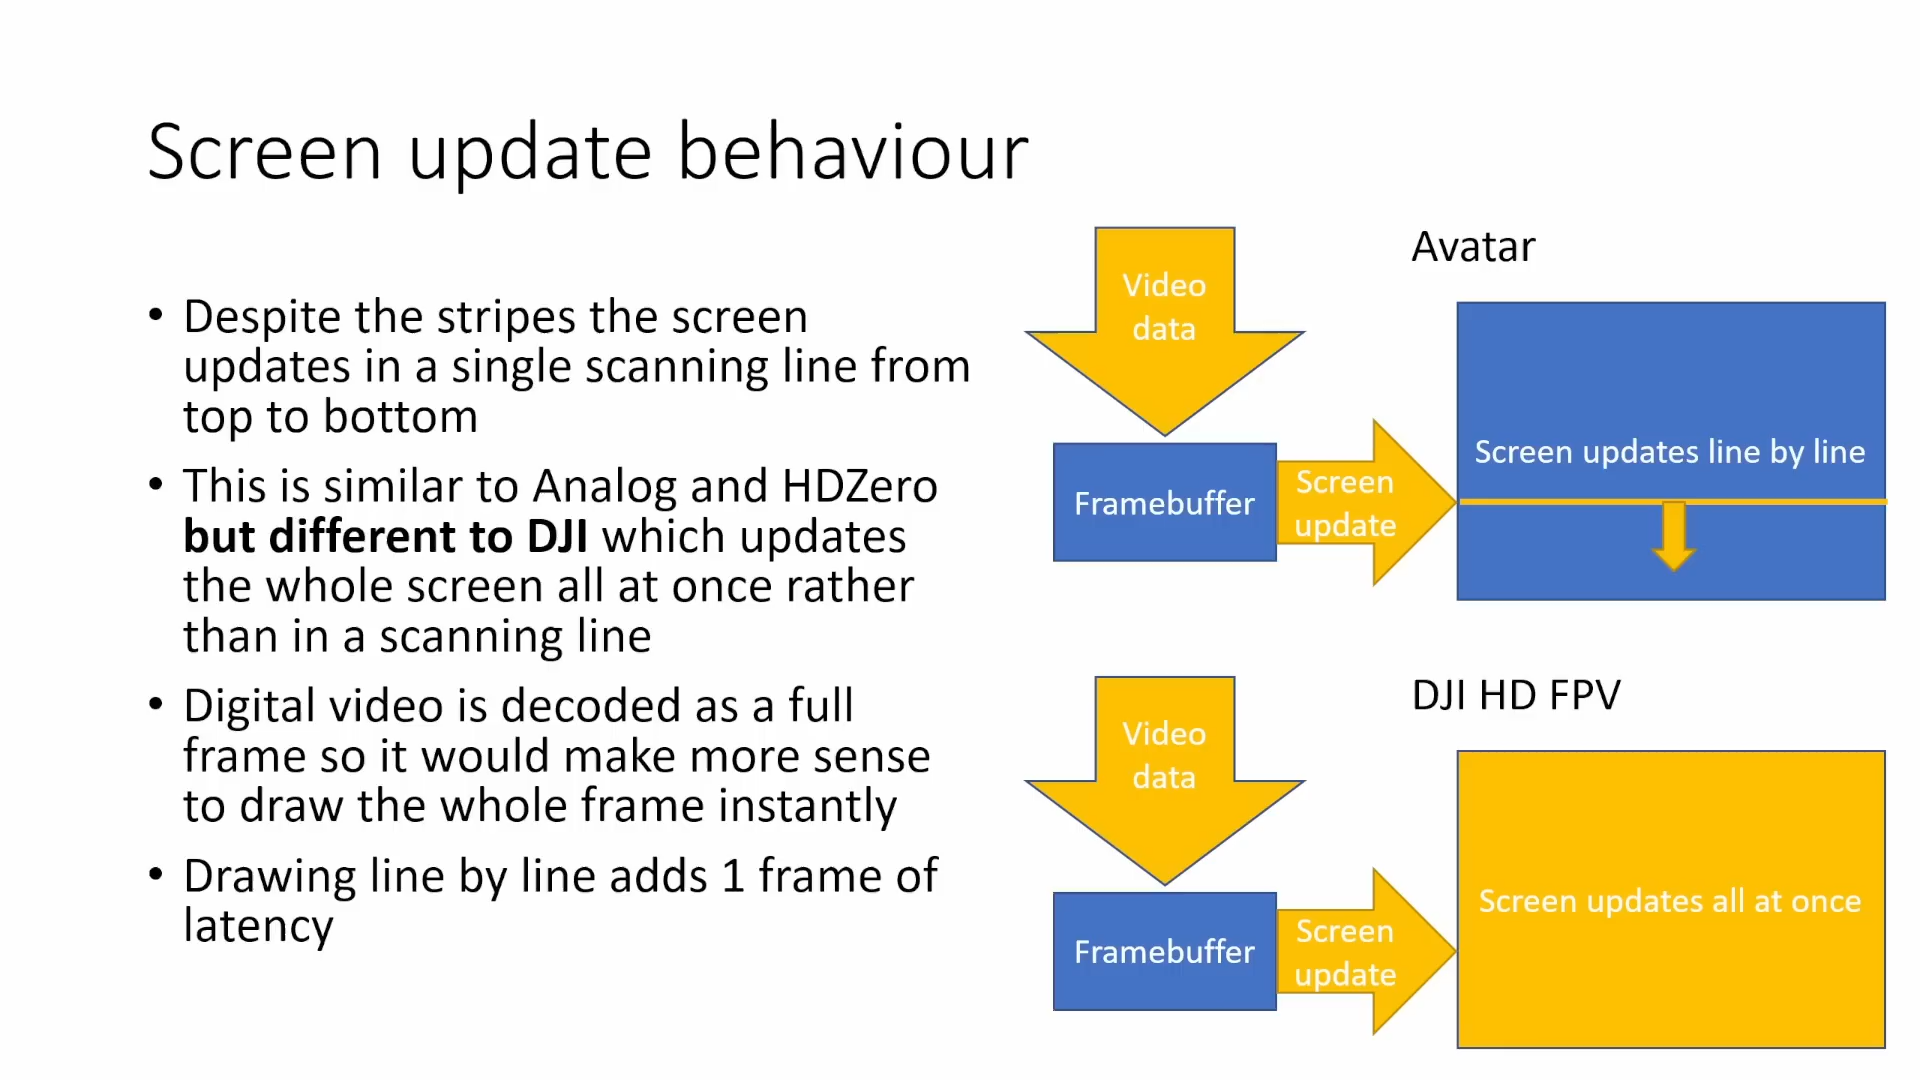 Screen update behaviour
• Despite the stripes the screen
updates in a single scanning line from
top to bottom
• This is similar to Analog and HDZero
but different to DJI which updates
the whole screen all at once rather
than in a scanning line
• Digital video is decoded as a full
frame so it would make more sense
to draw the whole frame instantly
• Drawing line by line adds 1 frame of
latency
Avatar
Video
data
Framebuffer
Screen
update
Screen updates line by line
DJI HD FPV
Video
data
Framebuffer
Screen
update
Screen updates all at once